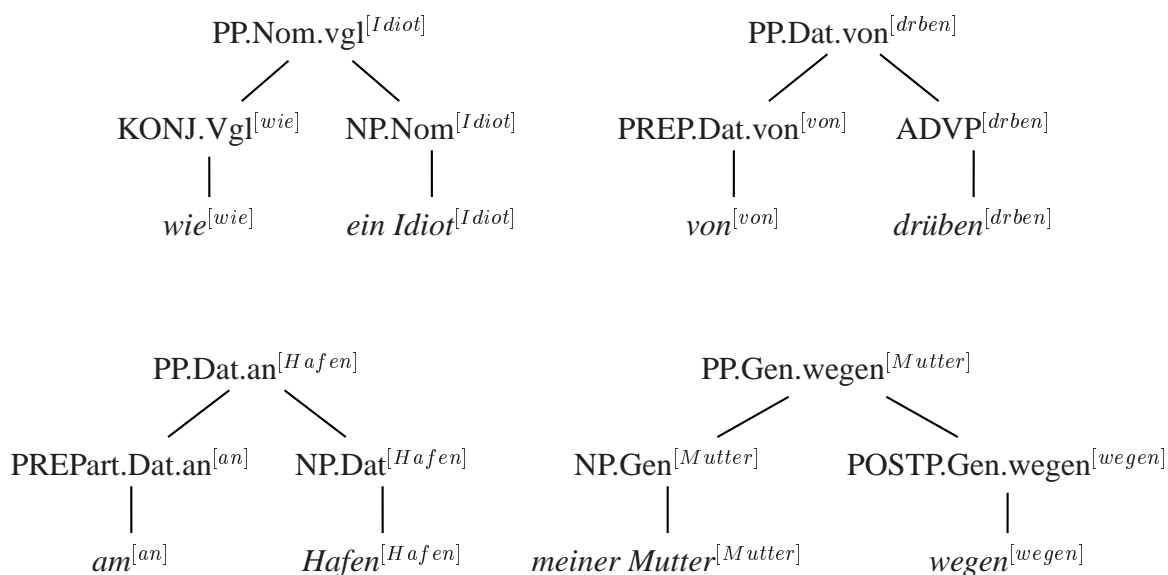 PP.Nom.vgl[Idiot] PP.Dat.von[drben]
KONJ.Vgl[wie] NP.Nom[Idiot] PREP.Dat.von[von] ADVP[drben]
wie[wie] ein Idiot[Idiot] von[von] drüben[drben]
PP.Dat.an[Hafen] PP.Gen.wegen[Mutter]
PREPart.Dat.an[an] NP.Dat[Hafen] NP.Gen[Mutter] POSTP.Gen.wegen[wegen]
am[an] Hafen[Hafen] meiner Mutter[Mutter] wegen[wegen]